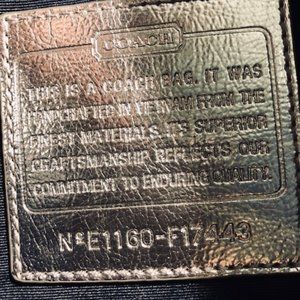 COACH
THIS IS A COACH BAG. IT WAS
HANDCRAFTED IN VIETNAM FROM THE
FINEST MATERIALS. ITS SUPERIOR
CRAFTSMANSHIP REFLECTS OUR
COMMITMENT TO ENDURING QUALITY.
Nº E1160-F17443